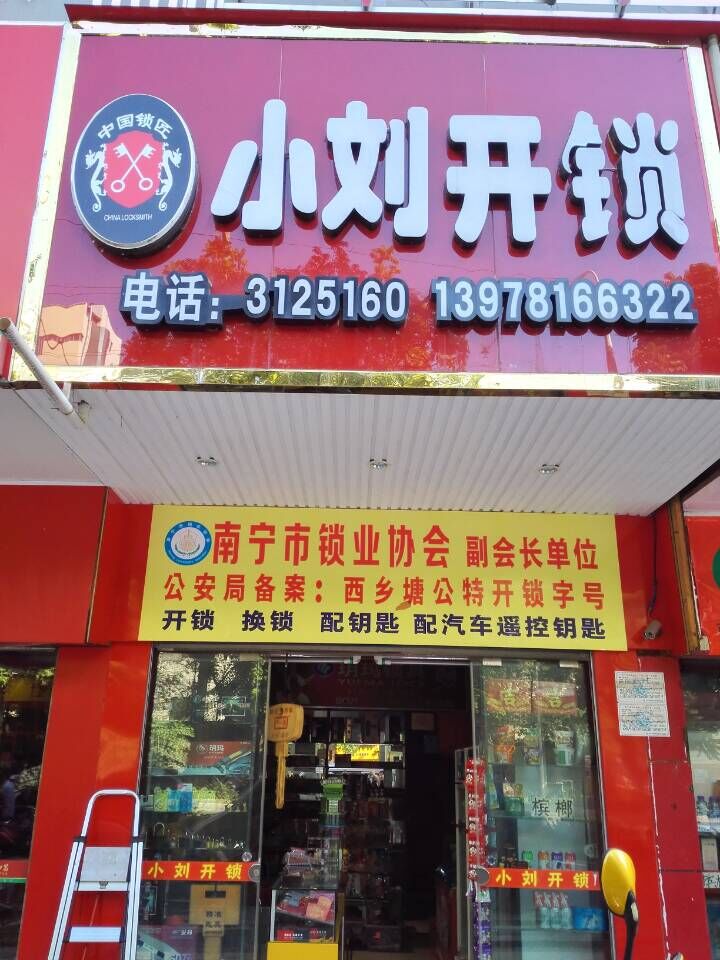 中国锁匠
CHINA LOCKSMITH
小刘开锁
电话：3125160 13978166322
南宁市锁业协会 副会长单位
公安局备案：西乡塘公特开锁字号
开锁 换锁 配钥匙 配汽车遥控钥匙
玥玛
槟榔
小刘开锁
小刘开锁